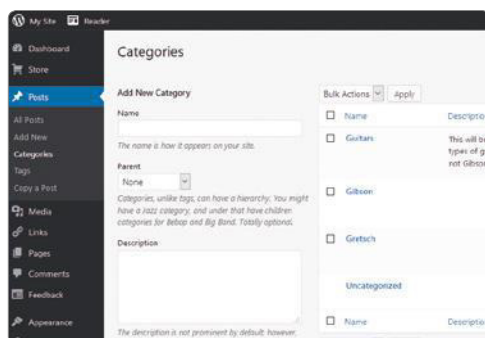 My Site Reader
Dashboard
Store
Posts
All Posts
Add New
Categories
Tags
Copy a Post
Media
Links
Pages
Comments
Feedback
Appearance
Categories
Add New Category
Name
The name is how it appears on your site.
Parent
None
Categories, unlike tags, can have a hierarchy. You might
have a Jazz category, and under that have children
categories for Bebop and Big Band. Totally optional.
Description
The description is not prominent by default; however,
Bulk Actions Apply
Name Descriptio
Guitars This will b
types of g
not Gibso
Gibson
Gretsch
Uncategorized
Name Descriptio